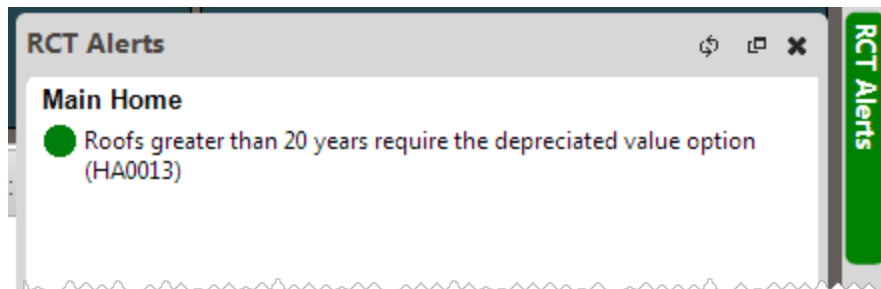 RCT Alerts
Main Home
Roofs greater than 20 years require the depreciated value option
(HA0013)
RCT Alerts